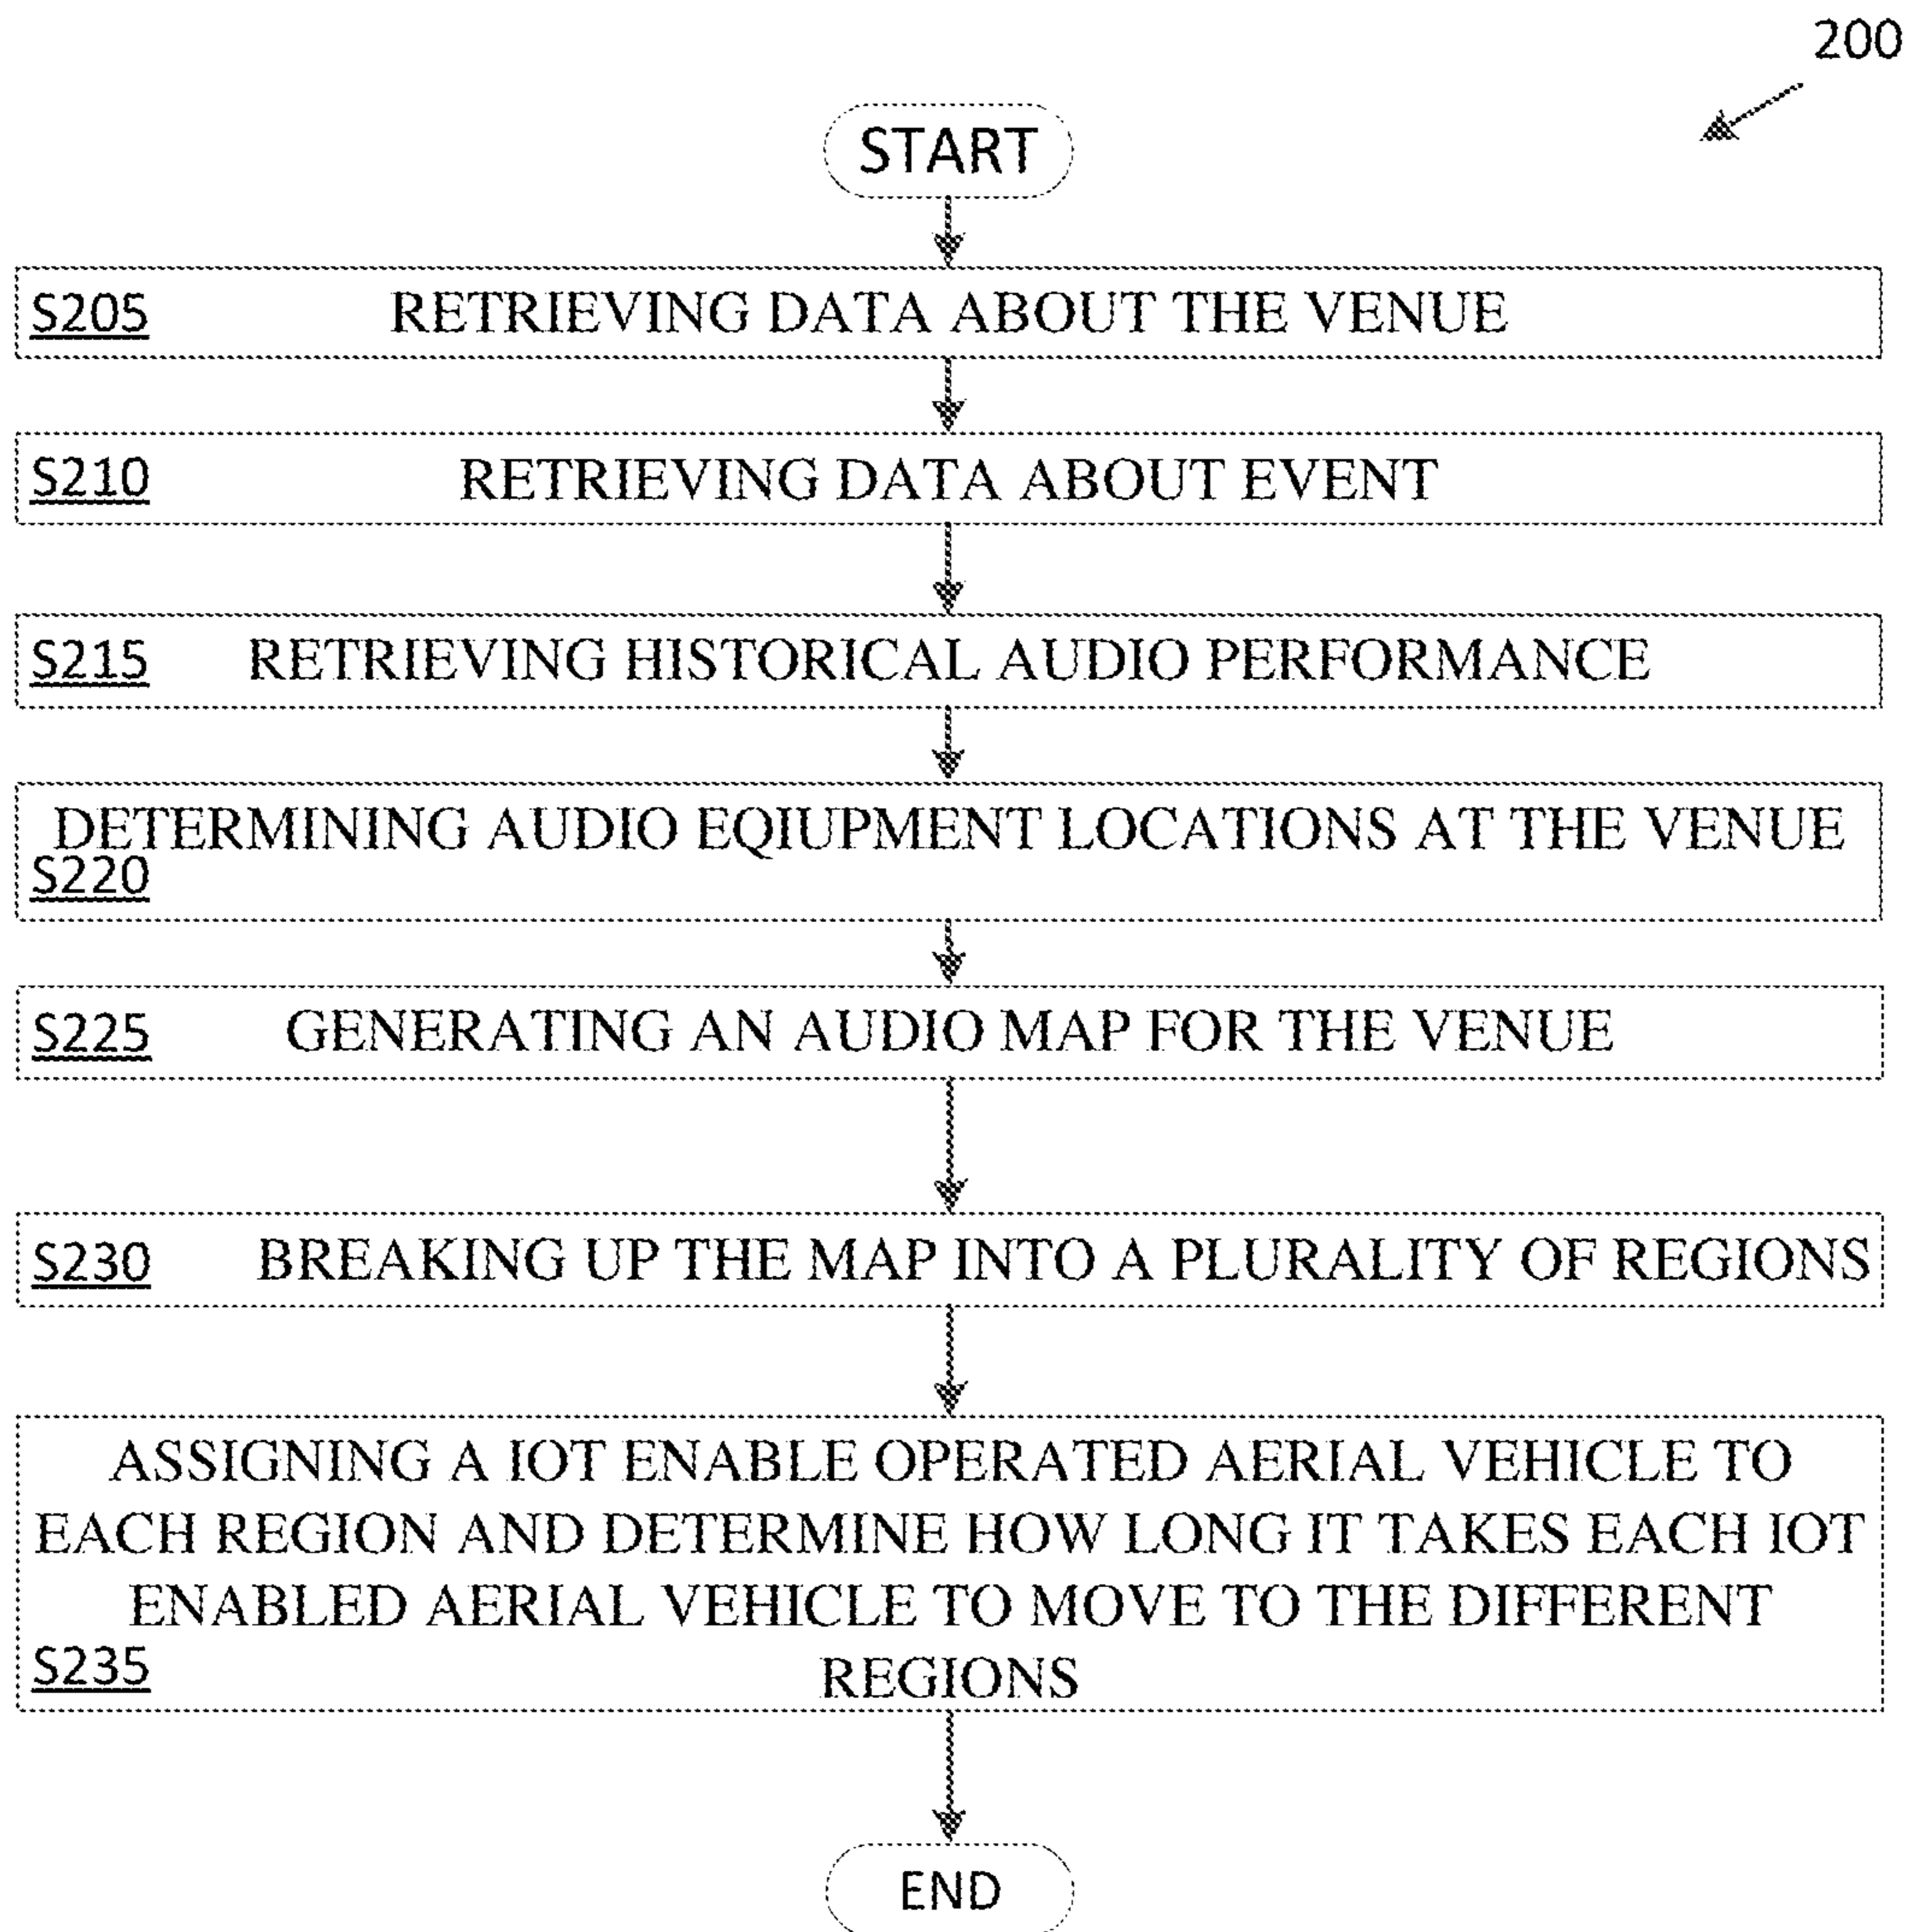 200
START
S205 RETRIEVING DATA ABOUT THE VENUE
S210 RETRIEVING DATA ABOUT EVENT
S215 RETRIEVING HISTORICAL AUDIO PERFORMANCE
DETERMINING AUDIO EQIUPMENT LOCATIONS AT THE VENUE
S220
S225 GENERATING AN AUDIO MAP FOR THE VENUE
S230 BREAKING UP THE MAP INTO A PLURALITY OF REGIONS
ASSIGNING A IOT ENABLE OPERATED AERIAL VEHICLE TO
EACH REGION AND DETERMINE HOW LONG IT TAKES EACH IOT
ENABLED AERIAL VEHICLE TO MOVE TO THE DIFFERENT
S235 REGIONS
END